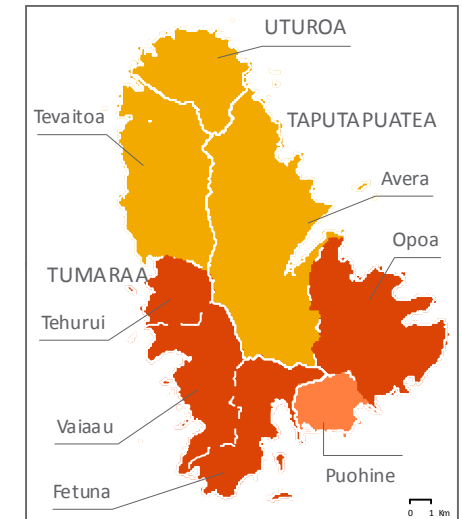 UTUROA
Tevaitoa
TAPUTAPUATEA
Avera
Opoa
TUMARAA
Tehurui
Vaiaau
Puohine
Fetuna
0 1 Km